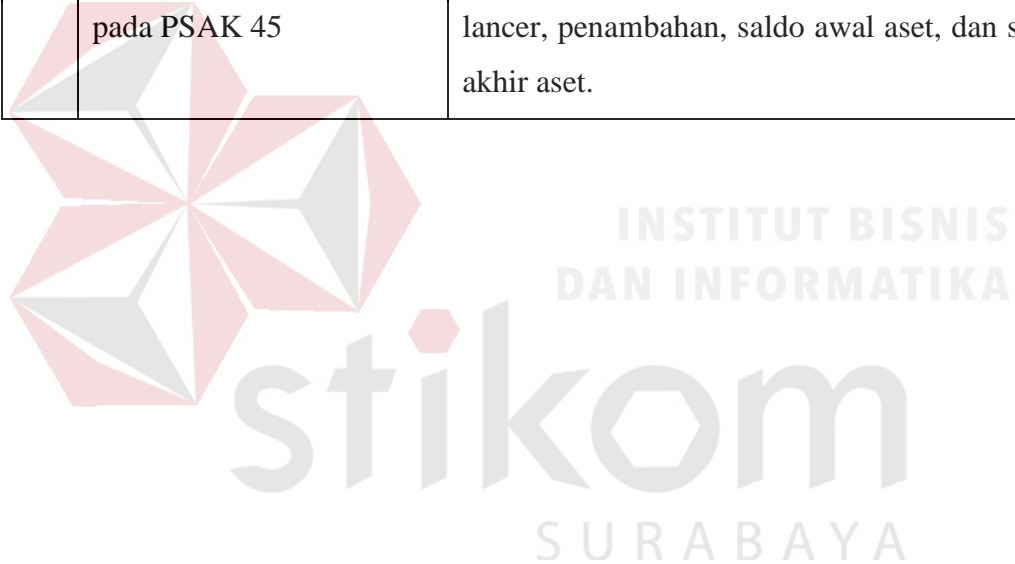 pada PSAK 45
lancer, penambahan, saldo awal aset, dan
akhir aset.
INSTITUT BISNIS
DAN INFORMATIKA
stikom
SURABAYA